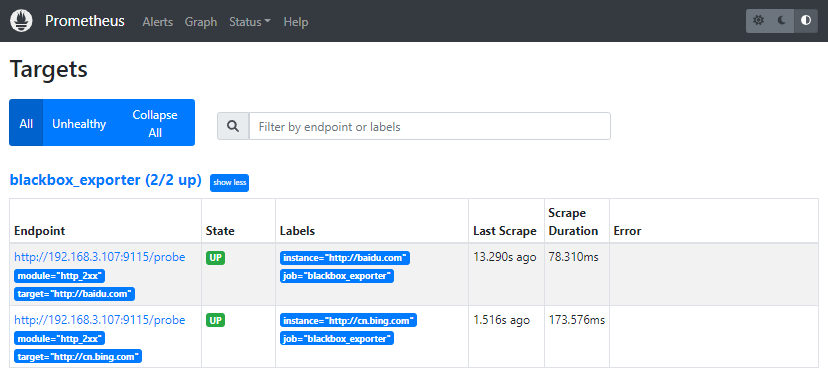 Prometheus Alerts Graph Status Help
Targets
All Unhealthy Collapse All
Filter by endpoint or labels
blackbox_exporter (2/2 up) show less
Endpoint State Labels Last Scrape Scrape Duration Error
http://192.168.3.107:9115/probe UP instance="http://baidu.com" 13.290s ago 78.310ms
module="http_2xx" job="blackbox_exporter"
target="http://baidu.com"
http://192.168.3.107:9115/probe UP instance="http://cn.bing.com" 1.516s ago 173.576ms
module="http_2xx" job="blackbox_exporter"
target="http://cn.bing.com"